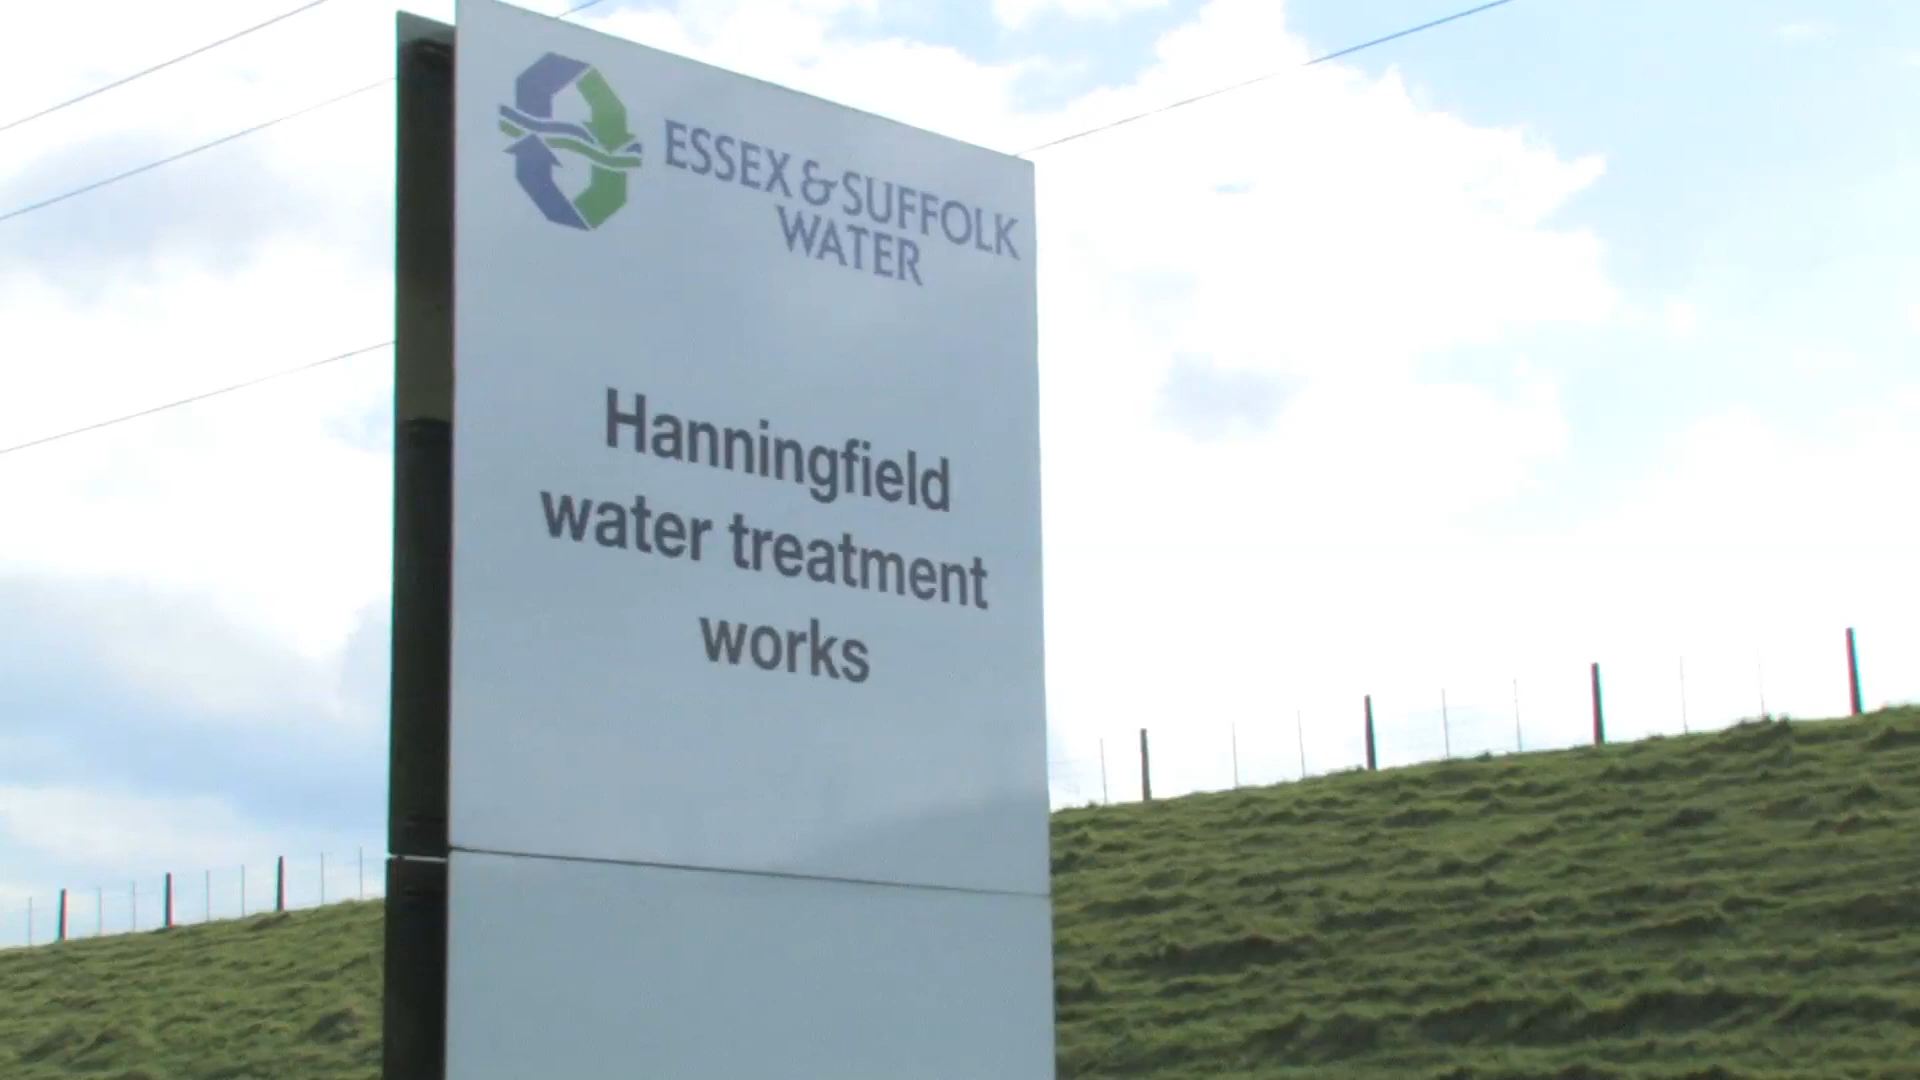 ESSEX & SUFFOLK
WATER
Hanningfield
water treatment
works